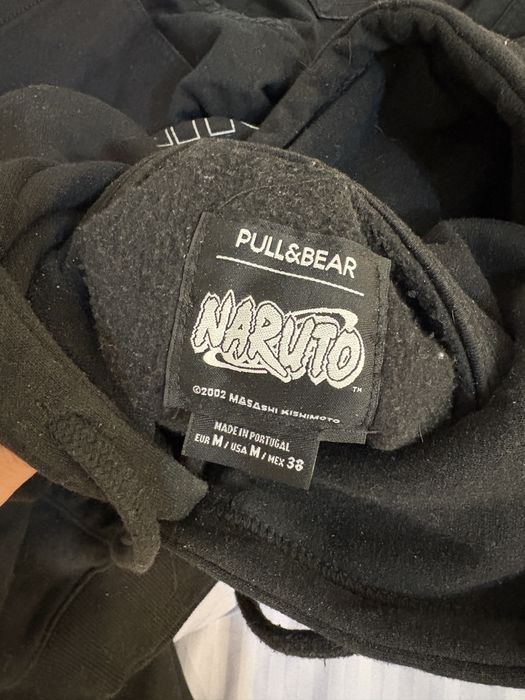 PULL&BEAR
NARUTO
TM
©2002 MASASHI KISHIMOTO
MADE IN PORTUGAL
EUR M / USA M / MEX 38